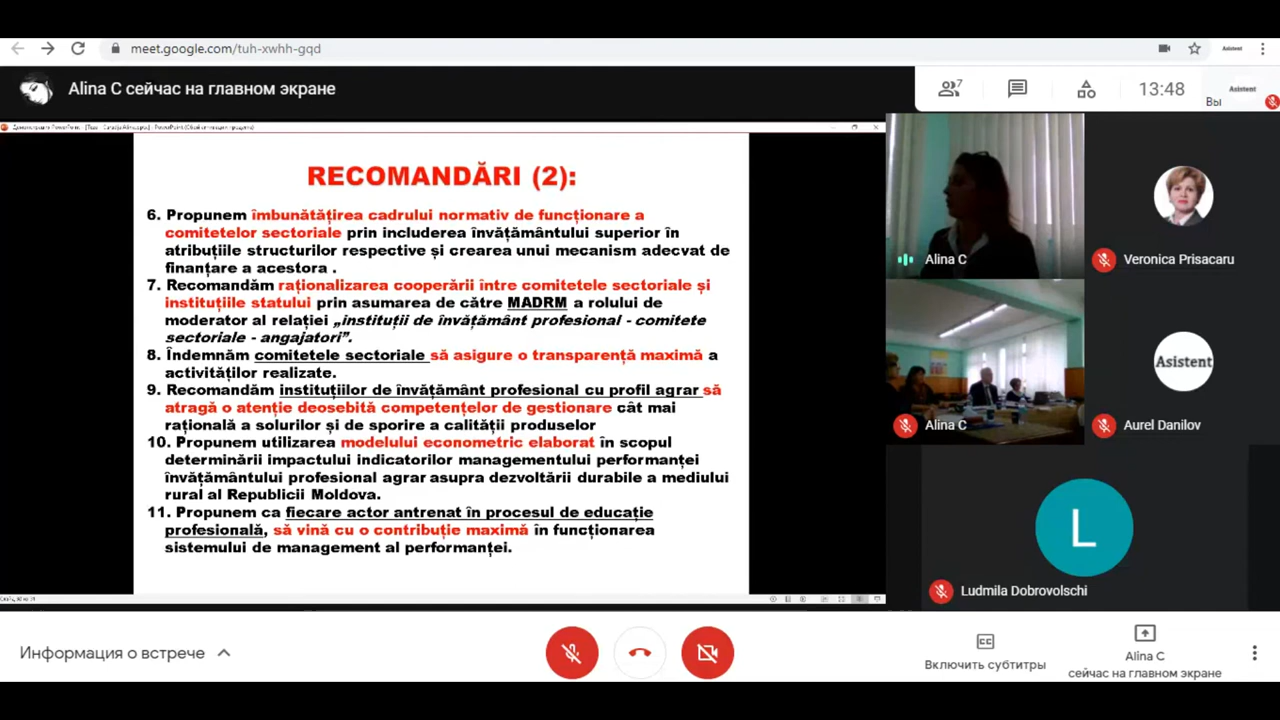 meet.google.com/tuh-xwhh-gqd
Asistent
Alina C сейчас на главном экране
7
13:48
Asistent
Вы
RECOMANDĂRI (2):
6. Propunem îmbunătățirea cadrului normativ de funcționare a
comitetelor sectoriale prin includerea învățământului superior în
atribuțiile structurilor respective și crearea unui mecanism adecvat de
finanțare a acestora .
7. Recomandăm raționalizarea cooperării între comitetele sectoriale și
instituțiile statului prin asumarea de către MADRM a rolului de
moderator al relației „instituții de învățământ profesional - comitete
sectoriale - angajatori”.
8. Îndemnăm comitetele sectoriale să asigure o transparență maximă a
activităților realizate.
9. Recomandăm instituțiilor de învățământ profesional cu profil agrar să
atragă o atenție deosebită competențelor de gestionare cât mai
rațională a solurilor și de sporire a calității produselor
10. Propunem utilizarea modelului econometric elaborat în scopul
determinării impactului indicatorilor managementului performanței
învățământului profesional agrar asupra dezvoltării durabile a mediului
rural al Republicii Moldova.
11. Propunem ca fiecare actor antrenat în procesul de educație
profesională, să vină cu o contribuție maximă în funcționarea
sistemului de management al performanței.
Alina C
Veronica Prisacaru
Alina C
Asistent
Aurel Danilov
L
Ludmila Dobrovolschi
Информация о встрече
Включить субтитры
Alina C
сейчас на главном экране